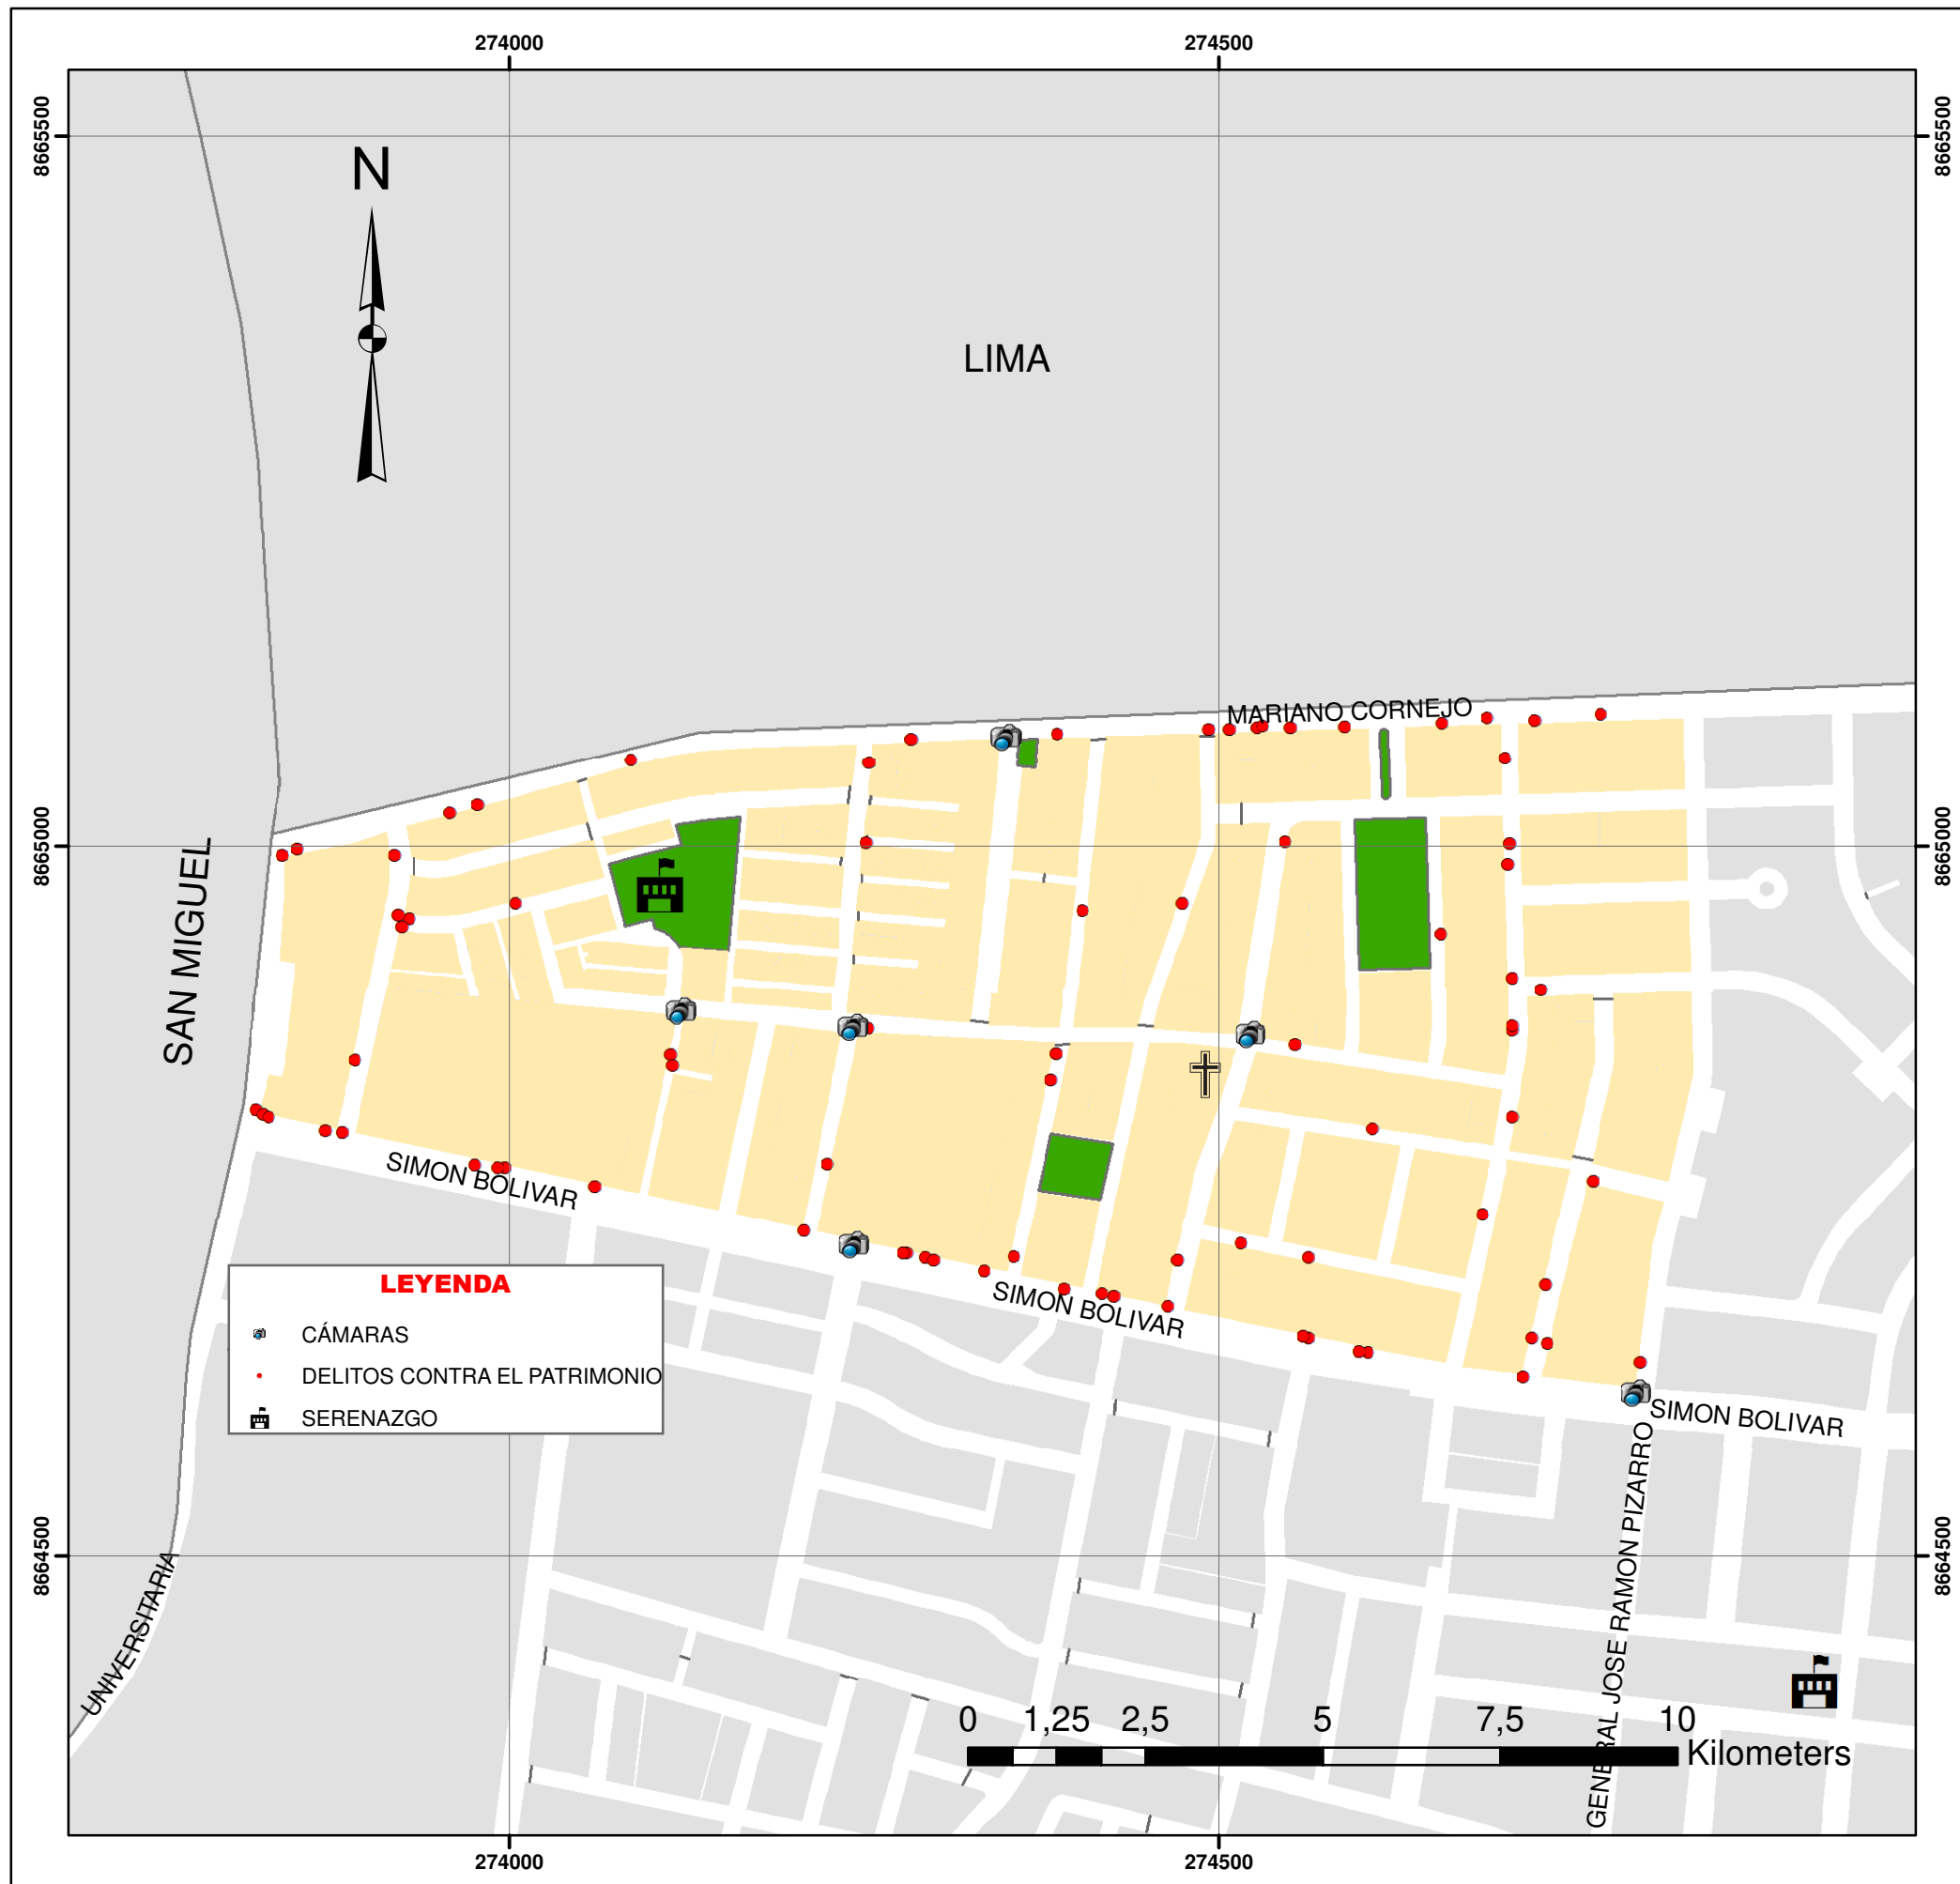 274000
274500
8665500
8665500
N
LIMA
MARIANO CORNEJO
8665000
8665000
SAN MIGUEL
SIMON BOLIVAR
SIMON BOLIVAR
SIMON BOLIVAR
LEYENDA
CÁMARAS
DELITOS CONTRA EL PATRIMONIO
SERENAZGO
8664500
8664500
UNIVERSITARIA
GENERAL JOSE RAMON PIZARRO
0 1,25 2,5 5 7,5 10
Kilometers
274000
274500